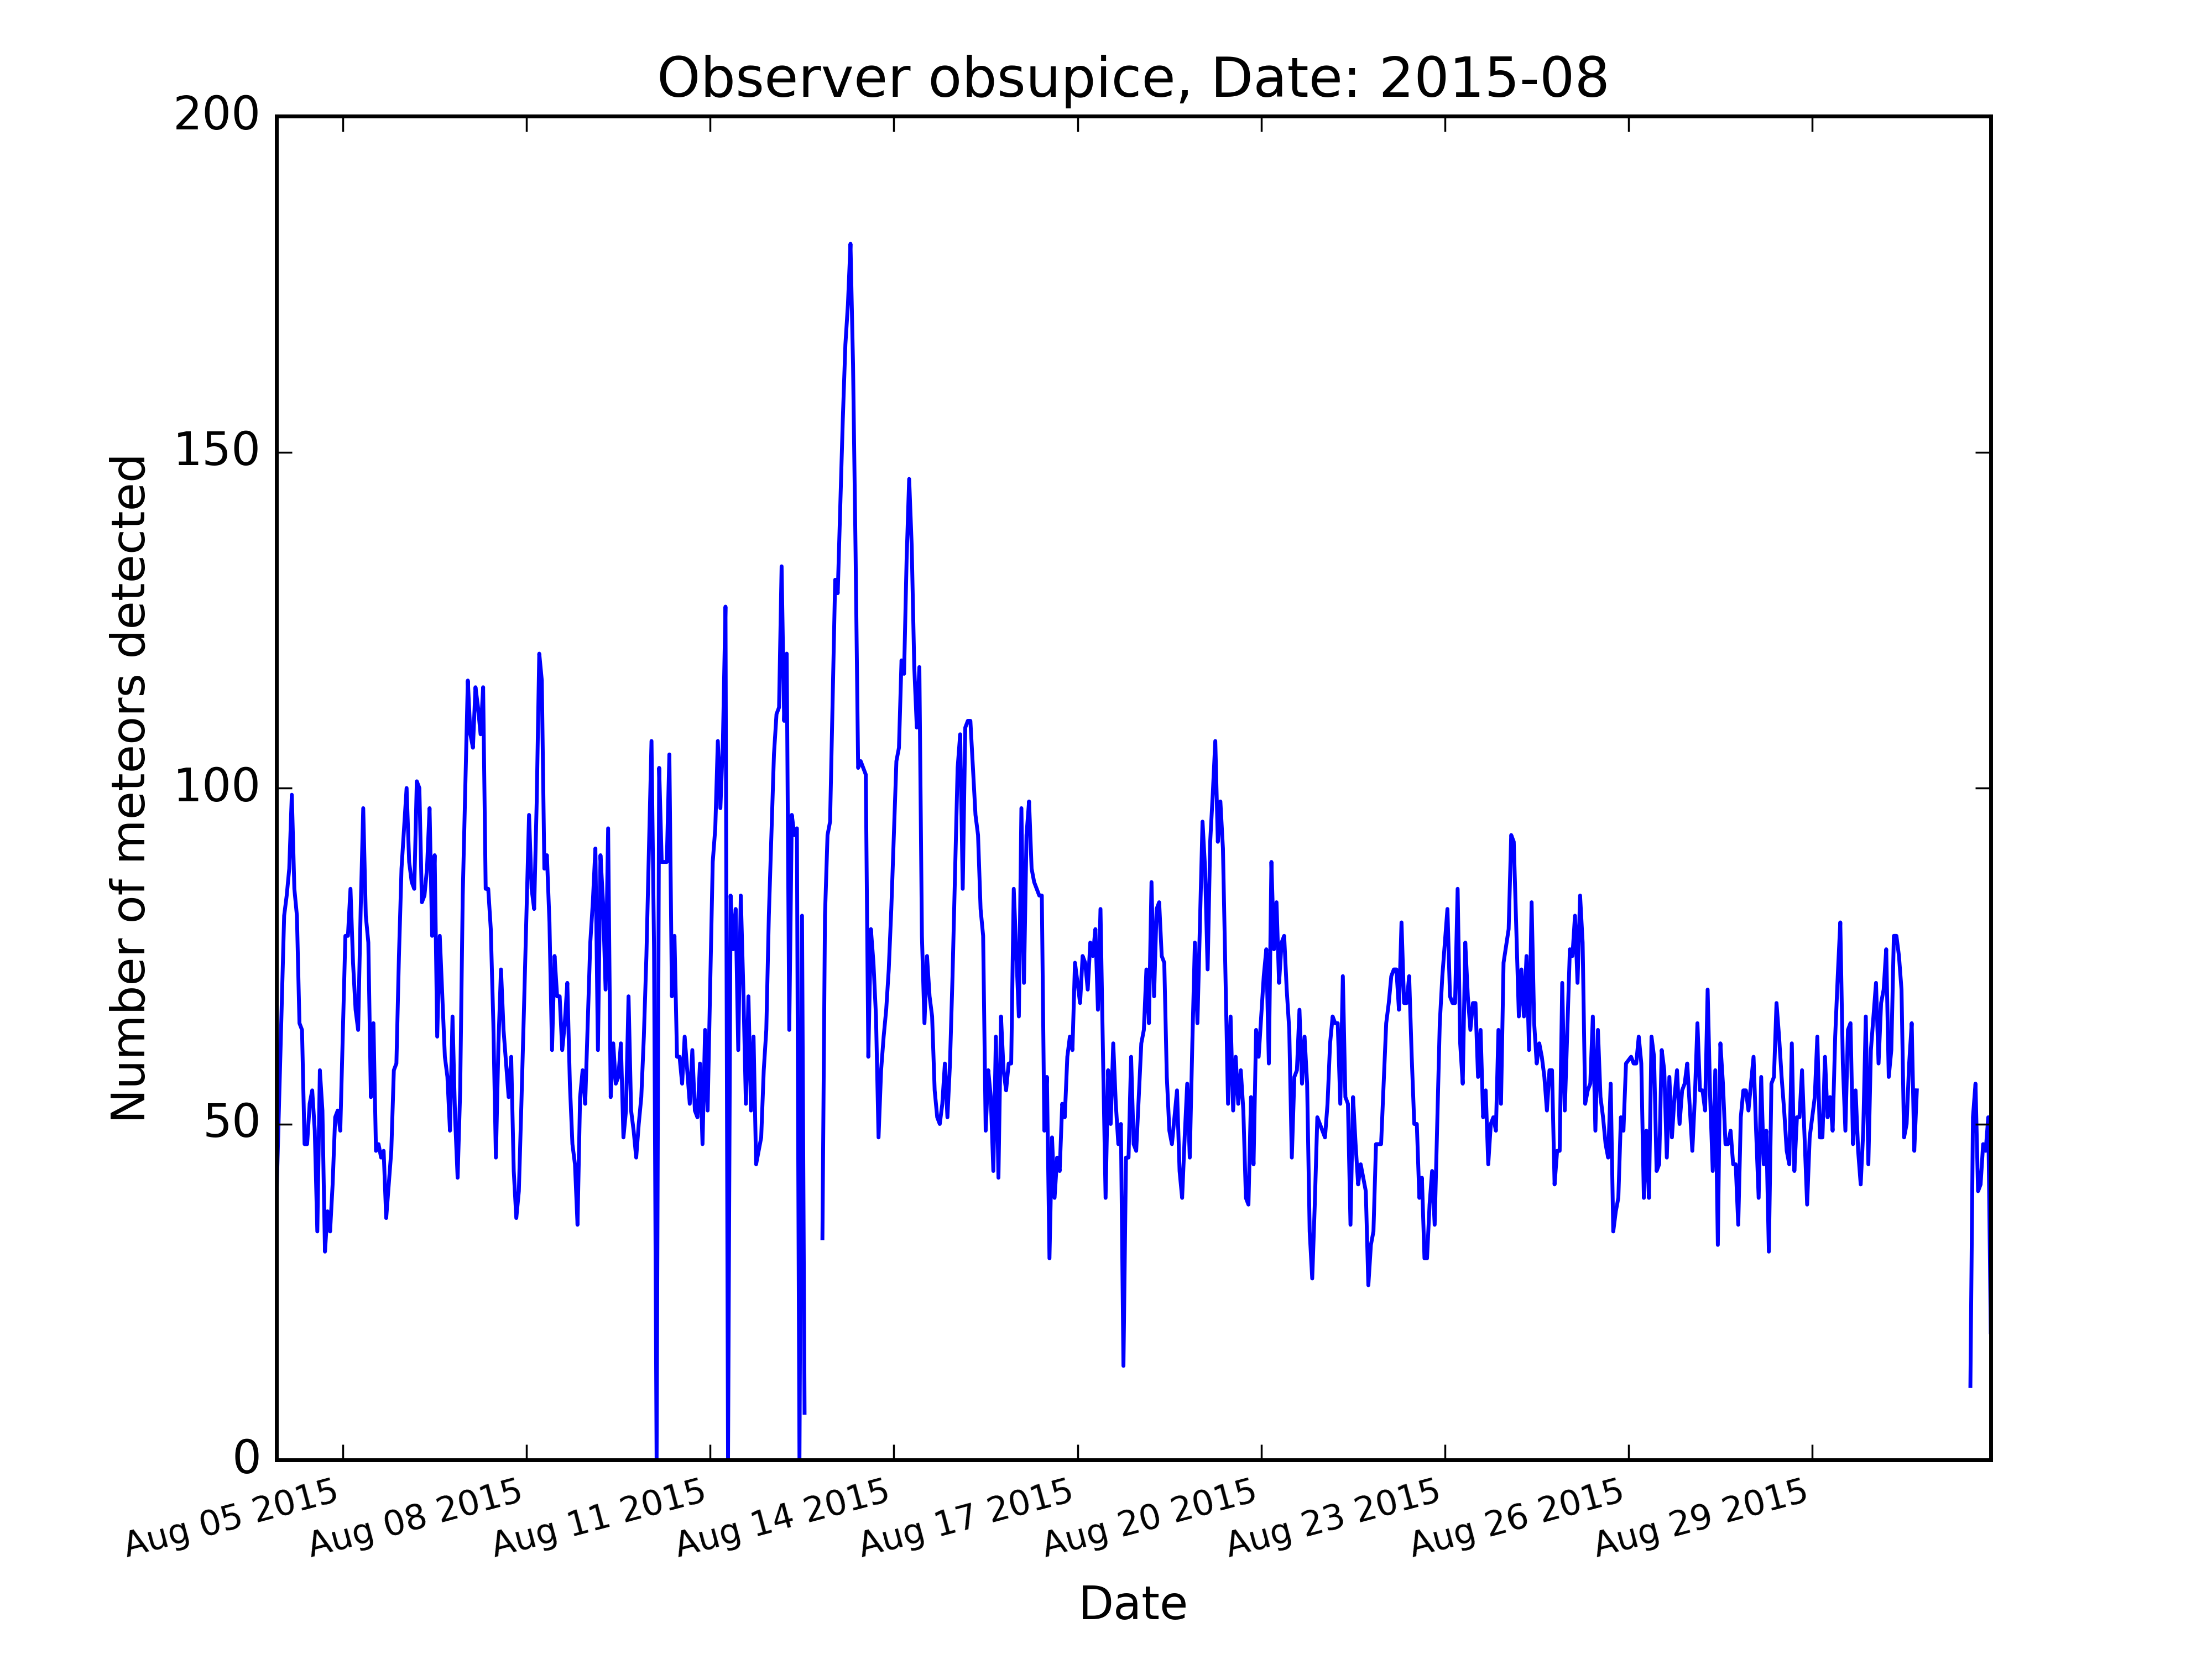 Observer obsupice, Date: 2015-08
200
150
100
50
0
Number of meteors detected
Aug 05 2015
Aug 08 2015
Aug 11 2015
Aug 14 2015
Aug 17 2015
Aug 20 2015
Aug 23 2015
Aug 26 2015
Aug 29 2015
Date